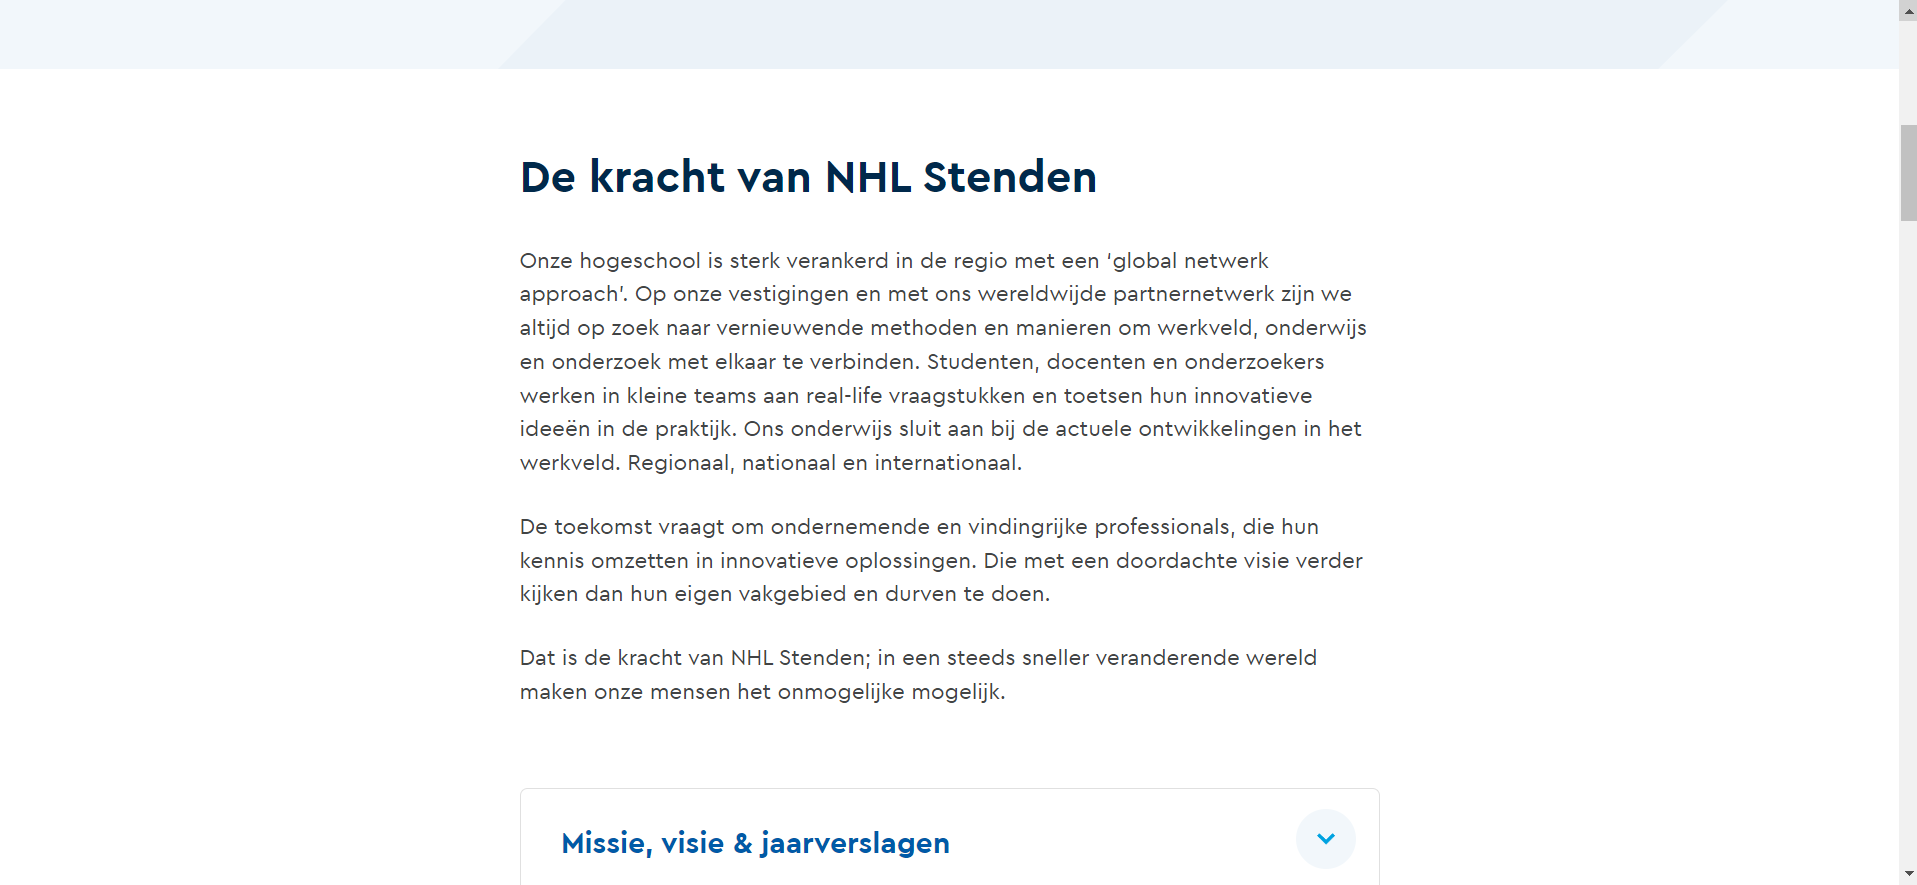 De kracht van NHL Stenden
Onze hogeschool is sterk verankerd in de regio met een ‘global netwerk
approach’. Op onze vestigingen en met ons wereldwijde partnernetwerk zijn we
altijd op zoek naar vernieuwende methoden en manieren om werkveld, onderwijs
en onderzoek met elkaar te verbinden. Studenten, docenten en onderzoekers
werken in kleine teams aan real-life vraagstukken en toetsen hun innovatieve
ideeën in de praktijk. Ons onderwijs sluit aan bij de actuele ontwikkelingen in het
werkveld. Regionaal, nationaal en internationaal.
De toekomst vraagt om ondernemende en vindingrijke professionals, die hun
kennis omzetten in innovatieve oplossingen. Die met een doordachte visie verder
kijken dan hun eigen vakgebied en durven te doen.
Dat is de kracht van NHL Stenden; in een steeds sneller veranderende wereld
maken onze mensen het onmogelijke mogelijk.
Missie, visie & jaarverslagen